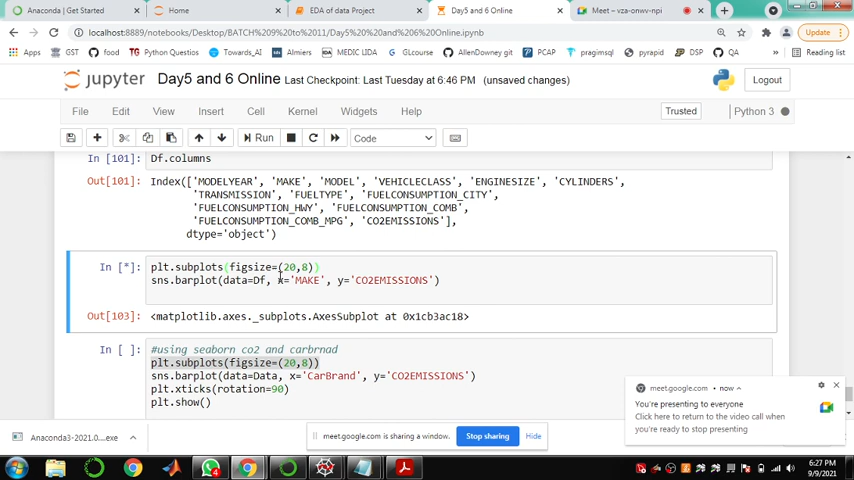 Anaconda | Get Started
Home
EDA of data Project
Day5 and 6 Online
Meet – vza-onwv-npi
localhost:8889/notebooks/Desktop/BATCH%209%20to%2011/Day5%20and%206%20Online.ipynb
Update
Apps
GST
food
TG
Python Questions
Towards_AI
Almiers
MEDIC LIDA
GLcourse
AllenDowney git
PCAP
pragimsql
pyrapid
DSP
QA
»
Reading list
jupyter Day5 and 6 Online Last Checkpoint: Last Tuesday at 6:46 PM (unsaved changes)
Logout
File Edit View Insert Cell Kernel Widgets Help
Trusted
Python 3
Run
Code
In [101]: Df.columns
Out[101]: Index(['MODELYEAR', 'MAKE', 'MODEL', 'VEHICLECLASS', 'ENGINESIZE', 'CYLINDERS',
'TRANSMISSION', 'FUELTYPE', 'FUELCONSUMPTION_CITY',
'FUELCONSUMPTION_HWY', 'FUELCONSUMPTION_COMB',
'FUELCONSUMPTION_COMB_MPG', 'CO2EMISSIONS'],
dtype='object')
In [*]: plt.subplots(figsize=(20,8))
sns.barplot(data=Df, x='MAKE', y='CO2EMISSIONS')
Out[103]: <matplotlib.axes._subplots.AxesSubplot at 0x1cb3ac18>
In [ ]: #using seaborn co2 and carbrnad
plt.subplots(figsize=(20,8))
sns.barplot(data=Data, x='CarBrand', y='CO2EMISSIONS')
plt.xticks(rotation=90)
plt.show()
meet.google.com • now
You're presenting to everyone
Click here to return to the video call when
you're ready to stop presenting
Anaconda3-2021.0....exe
meet.google.com is sharing a window.
Stop sharing
Hide
Show all
6:27 PM
9/9/2021